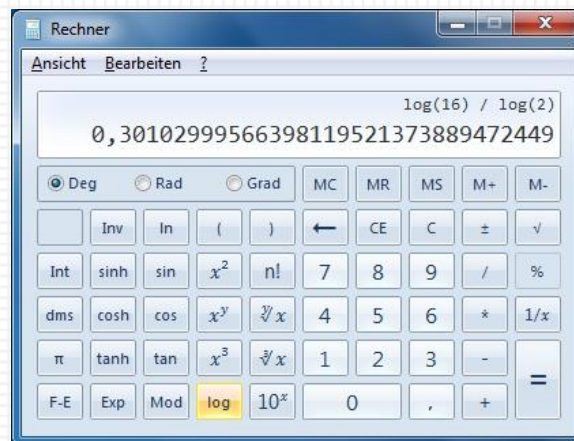 Rechner
Ansicht Bearbeiten ?
log(16) / log(2)
0,30102999566398119521373889472449
Deg Rad Grad MC MR MS M+ M-
Inv ln ( ) ← CE C ± √
Int sinh sin x² n! 7 8 9 / %
dms cosh cos xʸ ʸ√x 4 5 6 * 1/x
π tanh tan x³ ³√x 1 2 3 - =
F-E Exp Mod log 10ˣ 0 , +